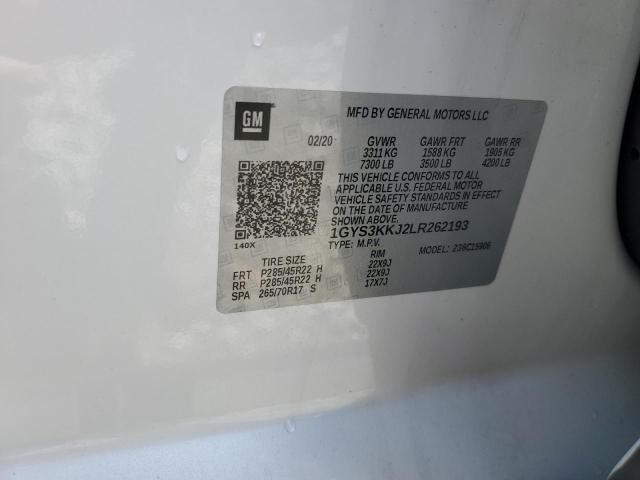 GM
MFD BY GENERAL MOTORS LLC
02/20 GVWR GAWR FRT GAWR RR
3311 KG 1588 KG 1905 KG
7300 LB 3500 LB 4200 LB
THIS VEHICLE CONFORMS TO ALL
APPLICABLE U.S. FEDERAL MOTOR
VEHICLE SAFETY STANDARDS IN EFFECT
ON THE DATE OF MANUFACTURE
SHOWN ABOVE.
1GYS3KKJ2LR262193
140X
TYPE: M.P.V. MODEL: 238C15906
TIRE SIZE RIM
FRT P285/45R22 H 22X9J
RR P285/45R22 H 22X9J
SPA 265/70R17 S 17X7J